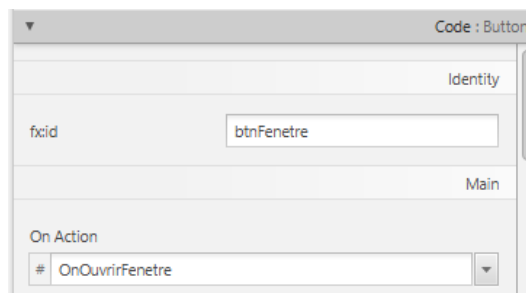 Code : Button
Identity
fx:id btnFenetre
Main
On Action
# OnOuvrirFenetre